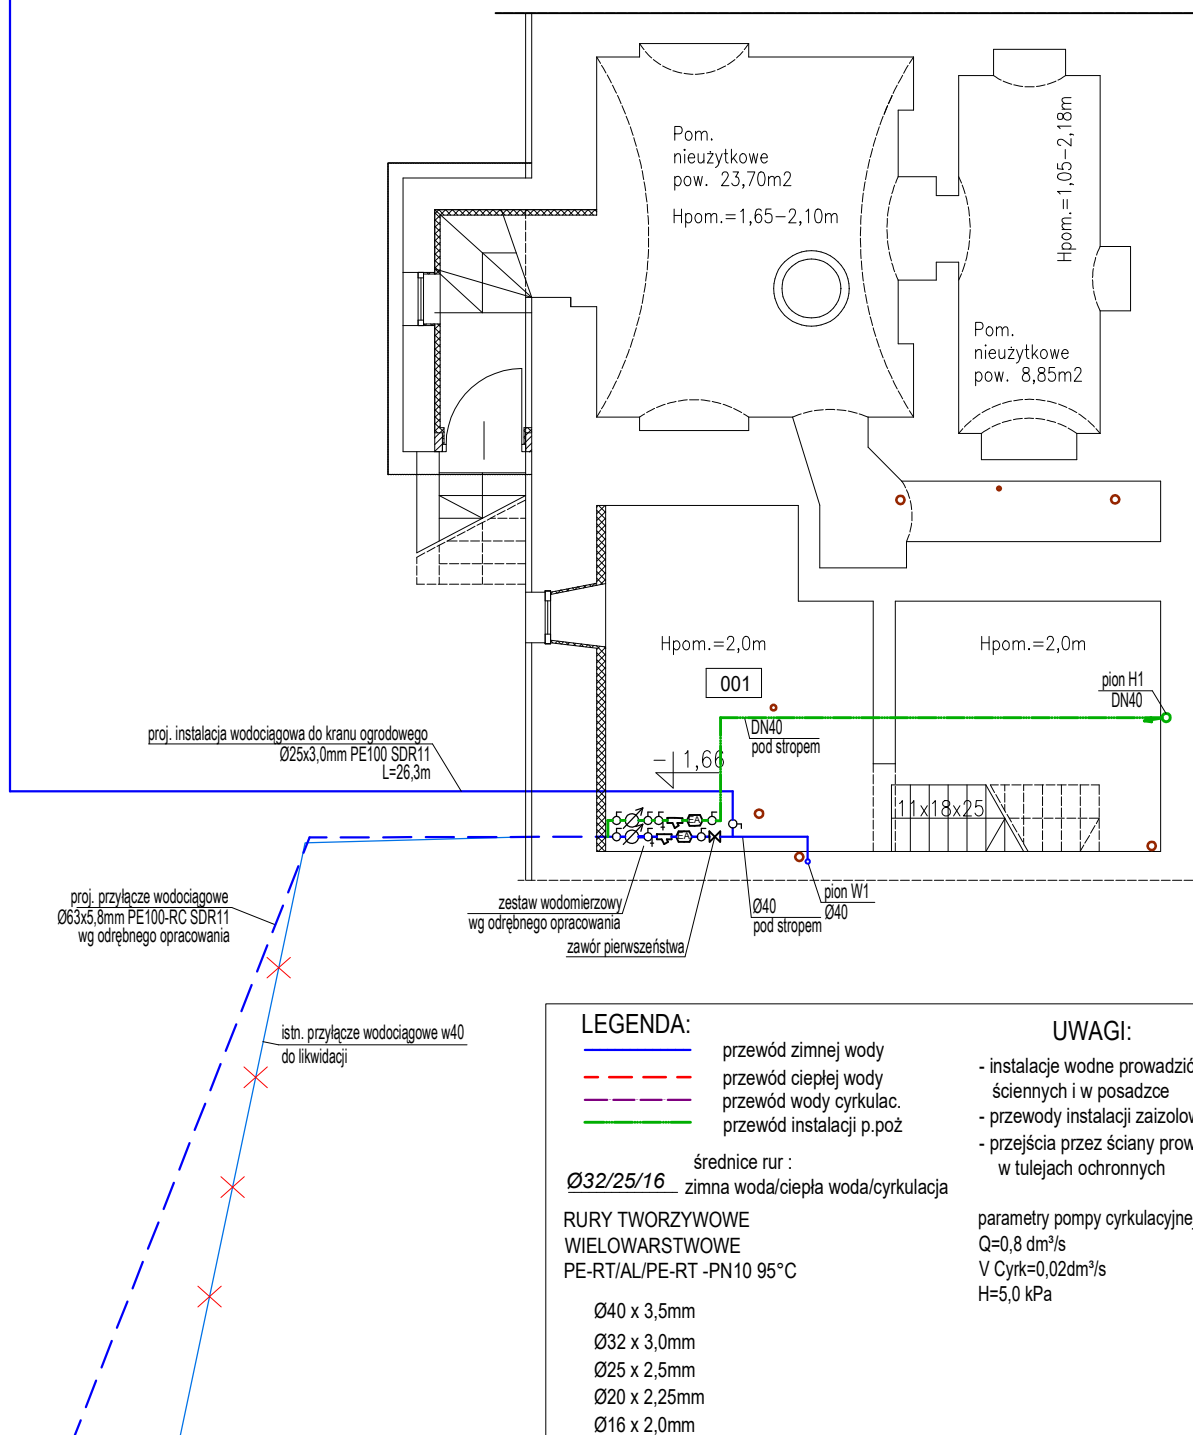 Pom.
nieużytkowe
pow. 23,70m2
Hpom.=1,65-2,10m
Hpom.=1,05-2,18m
Pom.
nieużytkowe
pow. 8,85m2
Hpom.=2,0m
001
Hpom.=2,0m
pion H1
DN40
DN40
pod stropem
- 1,66
11x18x25
proj. instalacja wodociągowa do kranu ogrodowego
Ø25x3,0mm PE100 SDR11
L=26,3m
EA
EA
proj. przyłącze wodociągowe
Ø63x5,8mm PE100-RC SDR11
wg odrębnego opracowania
zestaw wodomierzowy
wg odrębnego opracowania
zawór pierwszeństwa
Ø40
pod stropem
pion W1
Ø40
istn. przyłącze wodociągowe w40
do likwidacji
LEGENDA:
przewód zimnej wody
przewód ciepłej wody
przewód wody cyrkulac.
przewód instalacji p.poż
średnice rur :
Ø32/25/16 zimna woda/ciepła woda/cyrkulacja
RURY TWORZYWOWE
WIELOWARSTWOWE
PE-RT/AL/PE-RT -PN10 95°C
Ø40 x 3,5mm
Ø32 x 3,0mm
Ø25 x 2,5mm
Ø20 x 2,25mm
Ø16 x 2,0mm
UWAGI:
- instalacje wodne prowadzić
ściennych i w posadzce
- przewody instalacji zaizolow
- przejścia przez ściany prow
w tulejach ochronnych
parametry pompy cyrkulacyjne
Q=0,8 dm³/s
V Cyrk=0,02dm³/s
H=5,0 kPa